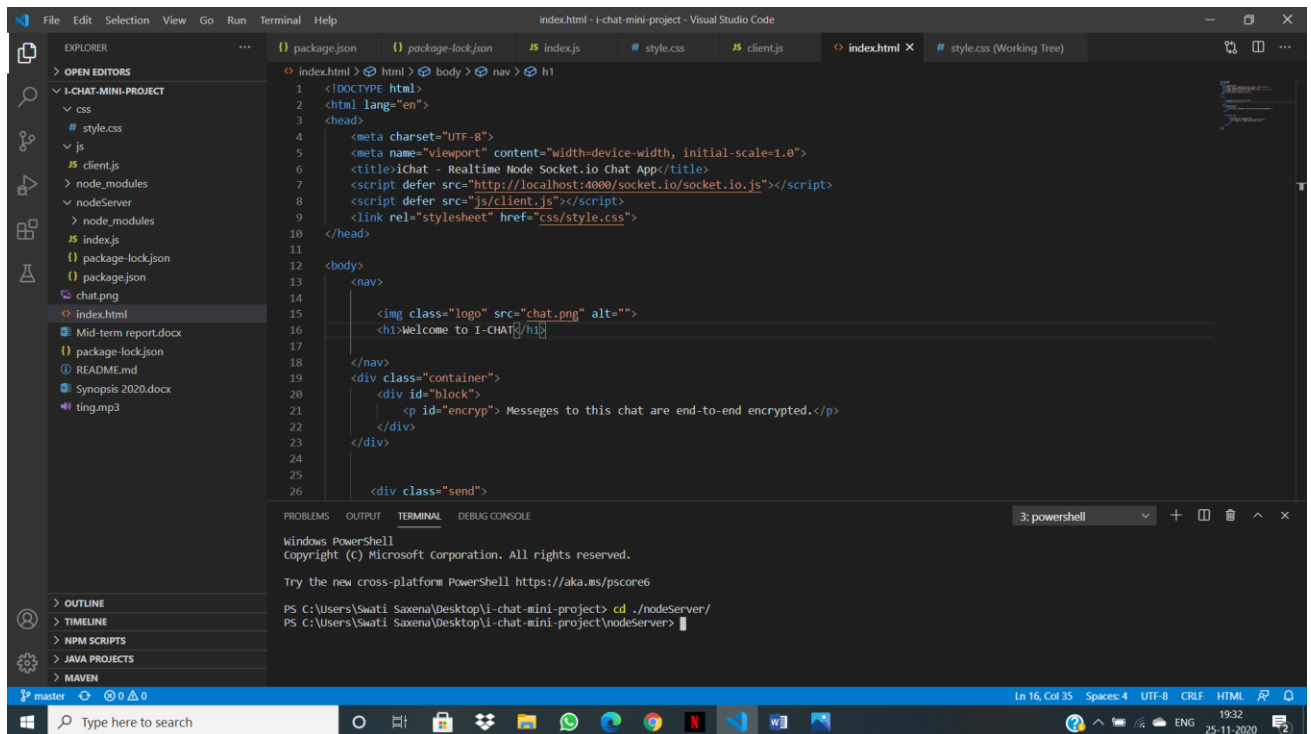 File Edit Selection View Go Run Terminal Help
index.html - i-chat-mini-project - Visual Studio Code
EXPLORER
OPEN EDITORS
I-CHAT-MINI-PROJECT
css
# style.css
js
JS client.js
node_modules
nodeServer
node_modules
JS index.js
{} package-lock.json
{} package.json
chat.png
<> index.html
Mid-term report.docx
{} package-lock.json
README.md
Synopsis 2020.docx
ting.mp3
OUTLINE
TIMELINE
NPM SCRIPTS
JAVA PROJECTS
MAVEN
{} package.json {} package-lock.json JS index.js # style.css JS client.js <> index.html # style.css (Working Tree)
<> index.html > html > body > nav > h1
1 <!DOCTYPE html>
2 <html lang="en">
3 <head>
4 <meta charset="UTF-8">
5 <meta name="viewport" content="width=device-width, initial-scale=1.0">
6 <title>iChat - Realtime Node Socket.io Chat App</title>
7 <script defer src="http://localhost:4000/socket.io/socket.io.js"></script>
8 <script defer src="js/client.js"></script>
9 <link rel="stylesheet" href="css/style.css">
10 </head>
11
12 <body>
13 <nav>
14
15 <img class="logo" src="chat.png" alt="">
16 <h1>Welcome to I-CHAT</h1>
17
18 </nav>
19 <div class="container">
20 <div id="block">
21 <p id="encryp"> Messeges to this chat are end-to-end encrypted.</p>
22 </div>
23 </div>
24
25
26 <div class="send">
PROBLEMS OUTPUT TERMINAL DEBUG CONSOLE
3: powershell
Windows PowerShell
Copyright (C) Microsoft Corporation. All rights reserved.
Try the new cross-platform PowerShell https://aka.ms/pscore6
PS C:\Users\Swati Saxena\Desktop\i-chat-mini-project> cd ./nodeServer/
PS C:\Users\Swati Saxena\Desktop\i-chat-mini-project\nodeServer>
master 0 0
Ln 16, Col 35 Spaces: 4 UTF-8 CRLF HTML
Type here to search
N
W
ENG
19:32
25-11-2020
2